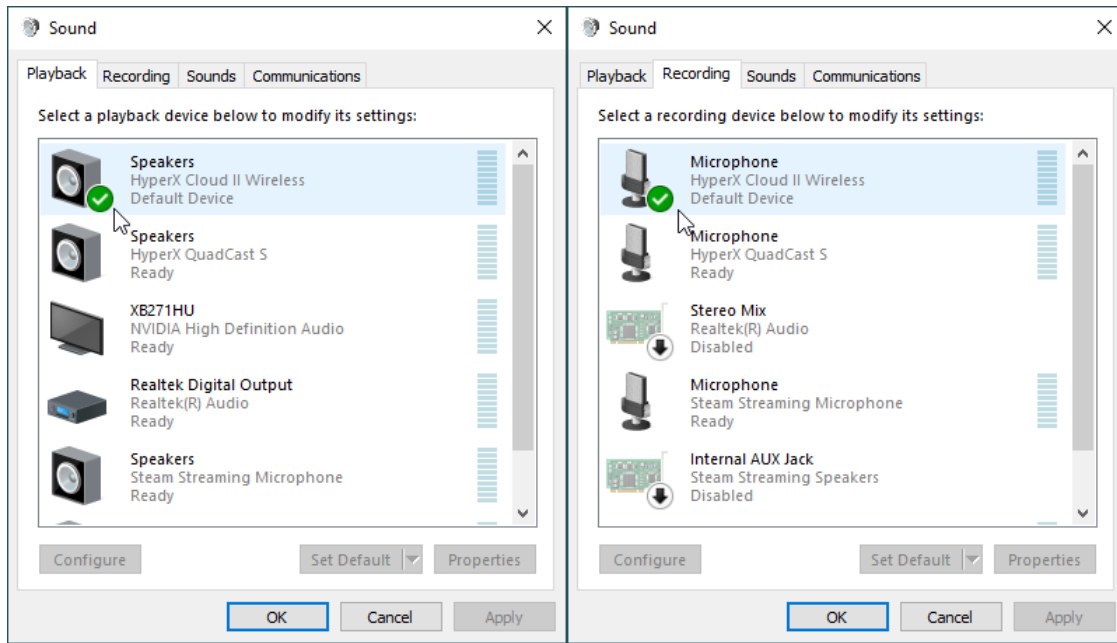 Sound
Playback Recording Sounds Communications
Select a playback device below to modify its settings:
Speakers
HyperX Cloud II Wireless
Default Device
Speakers
HyperX QuadCast S
Ready
XB271HU
NVIDIA High Definition Audio
Ready
Realtek Digital Output
Realtek(R) Audio
Ready
Speakers
Steam Streaming Microphone
Ready
Configure Set Default Properties
OK Cancel Apply
Sound
Playback Recording Sounds Communications
Select a recording device below to modify its settings:
Microphone
HyperX Cloud II Wireless
Default Device
Microphone
HyperX QuadCast S
Ready
Stereo Mix
Realtek(R) Audio
Disabled
Microphone
Steam Streaming Microphone
Ready
Internal AUX Jack
Steam Streaming Speakers
Disabled
Configure Set Default Properties
OK Cancel Apply